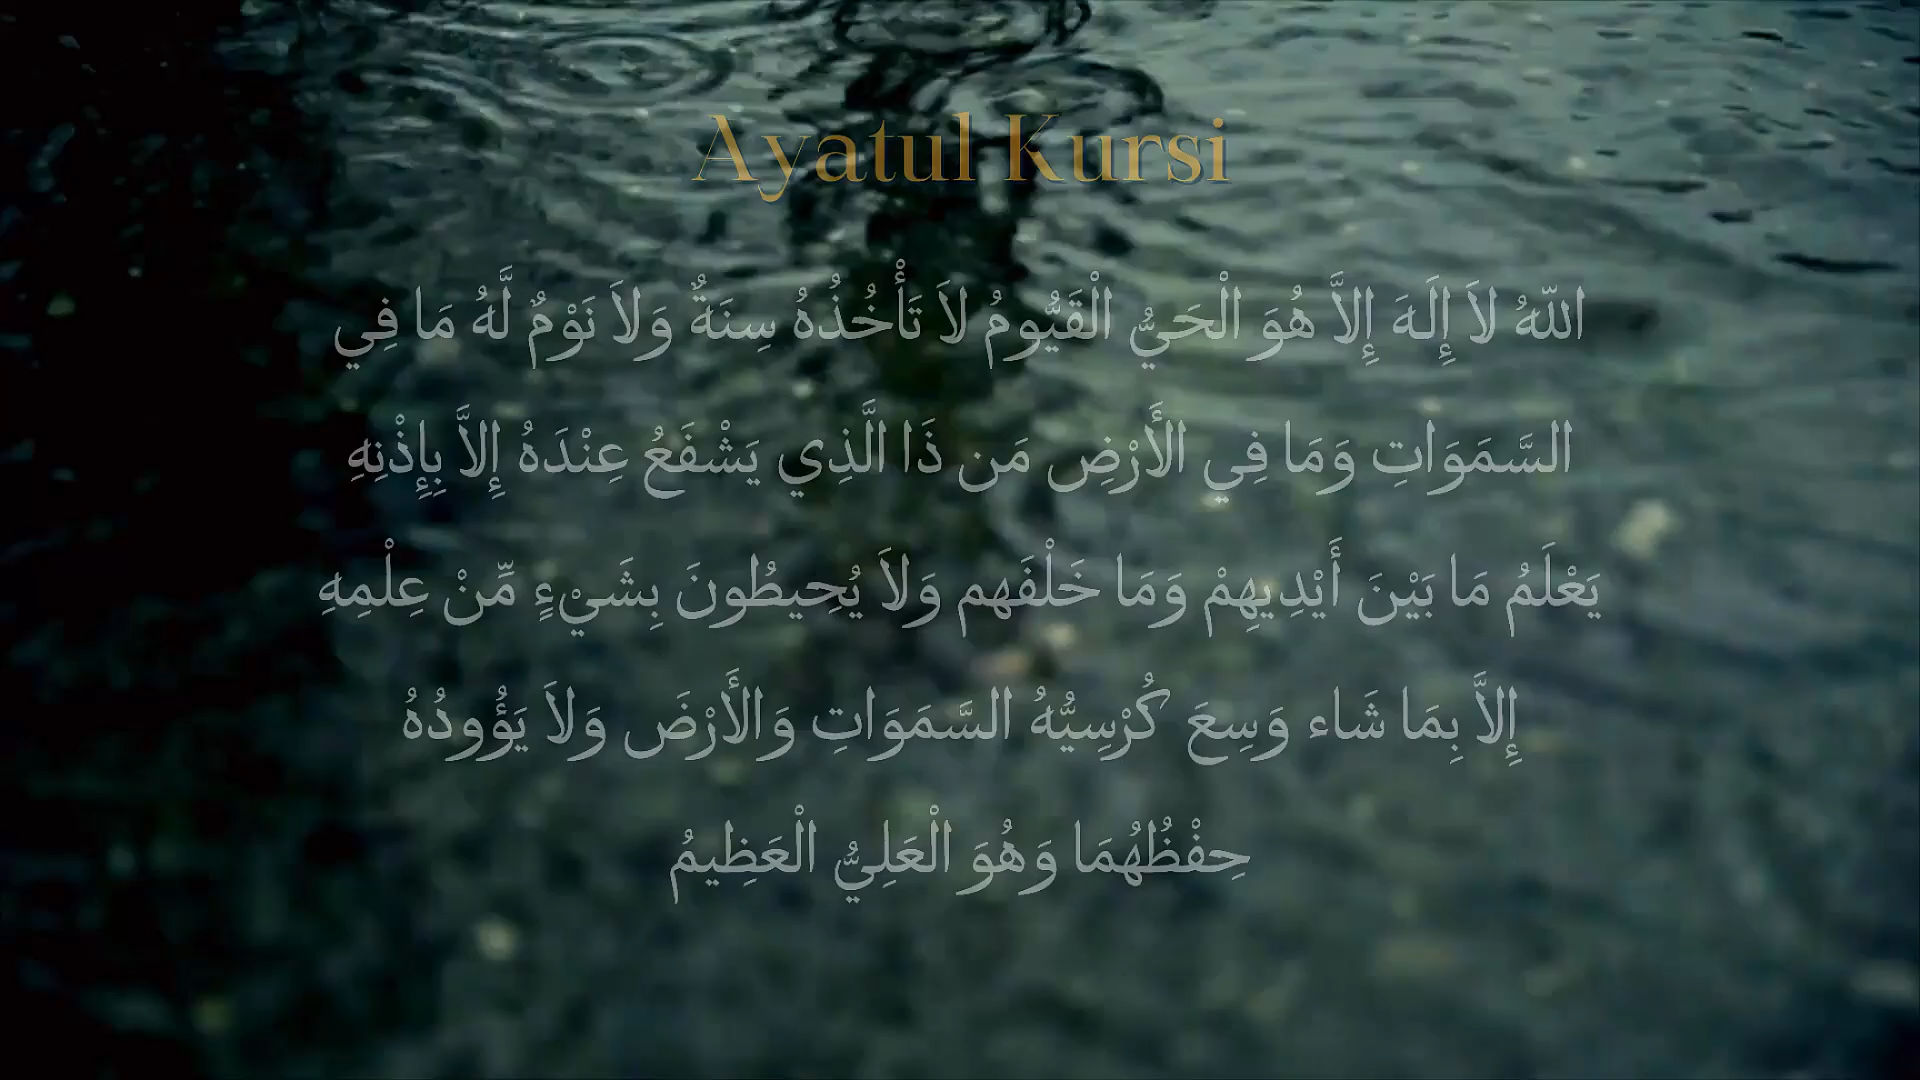 Ayatul Kursi
اللّهُ لاَ إِلَهَ إِلاَّ هُوَ الْحَيُّ الْقَيُّومُ لاَ تَأْخُذُهُ سِنَةٌ وَلاَ نَوْمٌ لَّهُ مَا فِي
السَّمَوَاتِ وَمَا فِي الأَرْضِ مَن ذَا الَّذِي يَشْفَعُ عِنْدَهُ إِلاَّ بِإِذْنِهِ
يَعْلَمُ مَا بَيْنَ أَيْدِيهِمْ وَمَا خَلْفَهم وَلاَ يُحِيطُونَ بِشَيْءٍ مِّنْ عِلْمِهِ
إِلاَّ بِمَا شَاء وَسِعَ كُرْسِيُّهُ السَّمَوَاتِ وَالأَرْضَ وَلاَ يَؤُودُهُ
حِفْظُهُمَا وَهُوَ الْعَلِيُّ الْعَظِيمُ